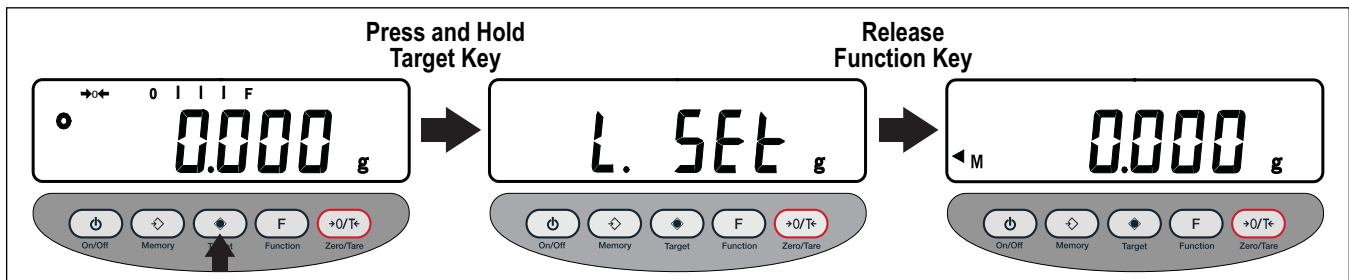 Press and Hold
Target Key
Release
Function Key
→0← 0 I I I F
o 0.000 g
L. SEt g
◀ M 0.000 g
F →0/T←
On/Off Memory Target Function Zero/Tare
F →0/T←
On/Off Memory Target Function Zero/Tare
F →0/T←
On/Off Memory Target Function Zero/Tare